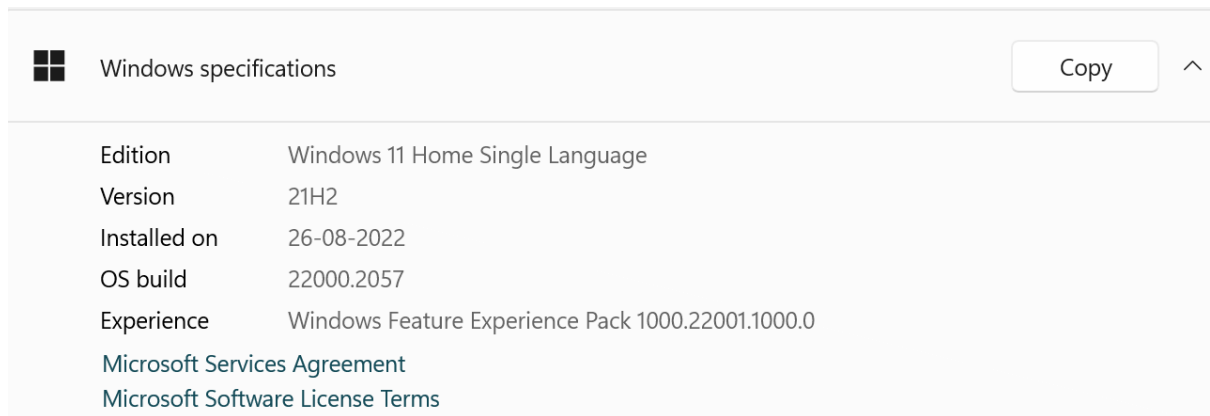 Windows specifications Copy
Edition Windows 11 Home Single Language
Version 21H2
Installed on 26-08-2022
OS build 22000.2057
Experience Windows Feature Experience Pack 1000.22001.1000.0
Microsoft Services Agreement
Microsoft Software License Terms